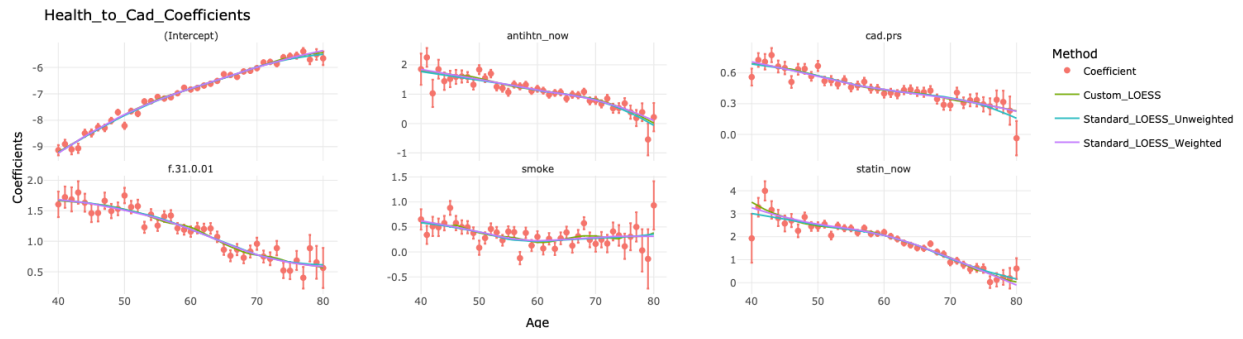 Health_to_Cad_Coefficients
(Intercept)
antihtn_now
cad.prs
-6
-7
-8
-9
2
1
0
-1
0.6
0.3
0.0
Method
Coefficient
Custom_LOESS
Standard_LOESS_Unweighted
Standard_LOESS_Weighted
Coefficients
f.31.0.01
smoke
statin_now
2.0
1.5
1.0
0.5
1.5
1.0
0.5
0.0
-0.5
4
3
2
1
0
40 50 60 70 80
40 50 60 70 80
40 50 60 70 80
Age